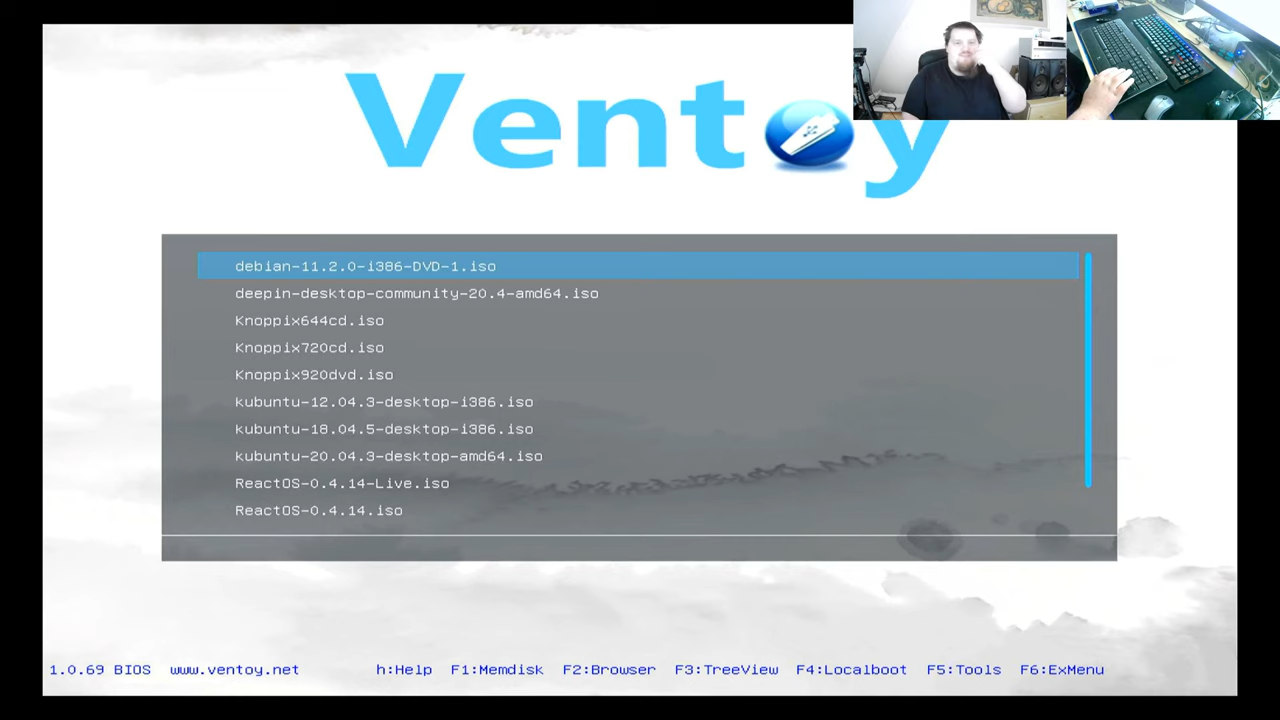 Ventoy
debian-11.2.0-i386-DVD-1.iso
deepin-desktop-community-20.4-amd64.iso
Knoppix644cd.iso
Knoppix720cd.iso
Knoppix920dvd.iso
kubuntu-12.04.3-desktop-i386.iso
kubuntu-18.04.5-desktop-i386.iso
kubuntu-20.04.3-desktop-amd64.iso
ReactOS-0.4.14-Live.iso
ReactOS-0.4.14.iso
1.0.69 BIOS www.ventoy.net h:Help F1:Memdisk F2:Browser F3:TreeView F4:Localboot F5:Tools F6:ExMenu